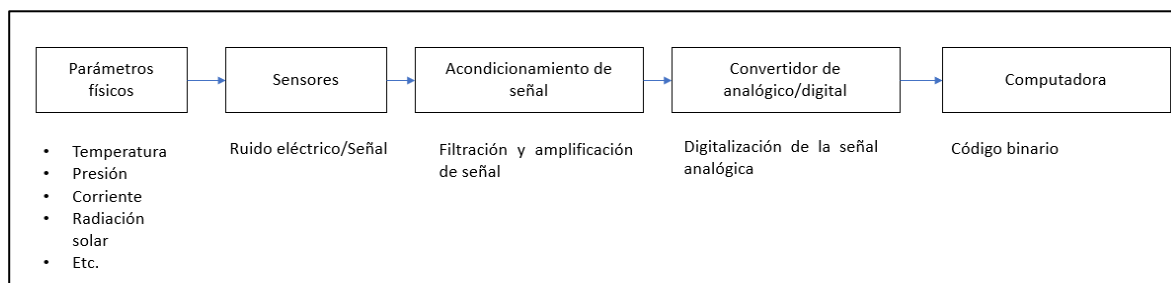 Parámetros
físicos
Sensores
Acondicionamiento de
señal
Convertidor de
analógico/digital
Computadora
• Temperatura
• Presión
• Corriente
• Radiación
solar
• Etc.
Ruido eléctrico/Señal
Filtración y amplificación
de señal
Digitalización de la señal
analógica
Código binario